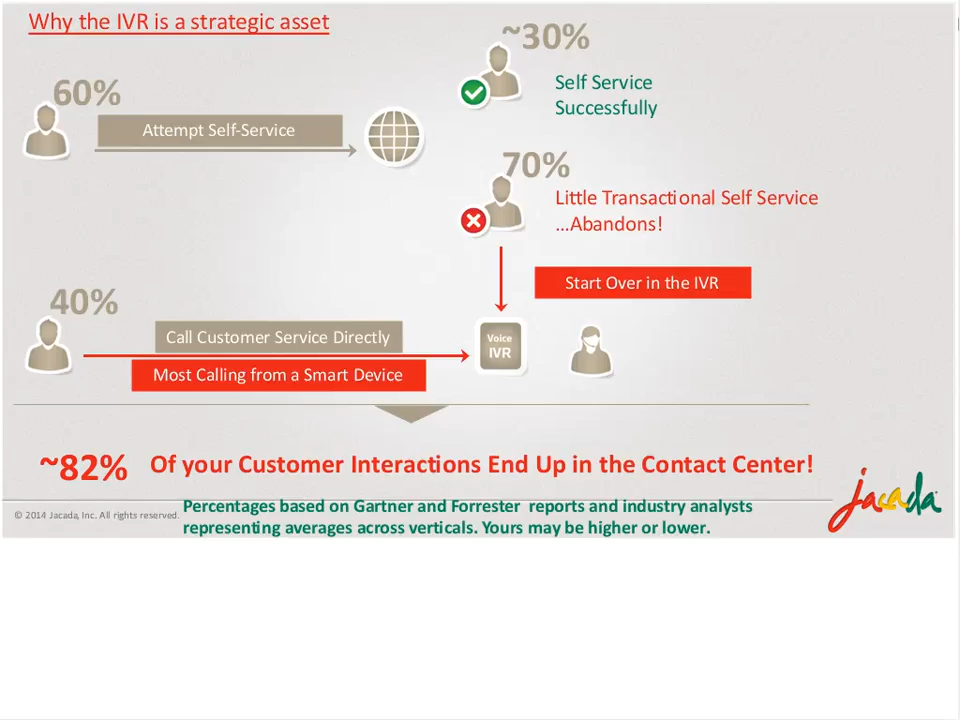 Why the IVR is a strategic asset
~30%
Self Service
Successfully
60%
Attempt Self-Service
70%
Little Transactional Self Service
...Abandons!
Start Over in the IVR
40%
Call Customer Service Directly
Most Calling from a Smart Device
Voice
IVR
~82% Of your Customer Interactions End Up in the Contact Center!
jacada
© 2014 Jacada, Inc. All rights reserved.
Percentages based on Gartner and Forrester reports and industry analysts
representing averages across verticals. Yours may be higher or lower.